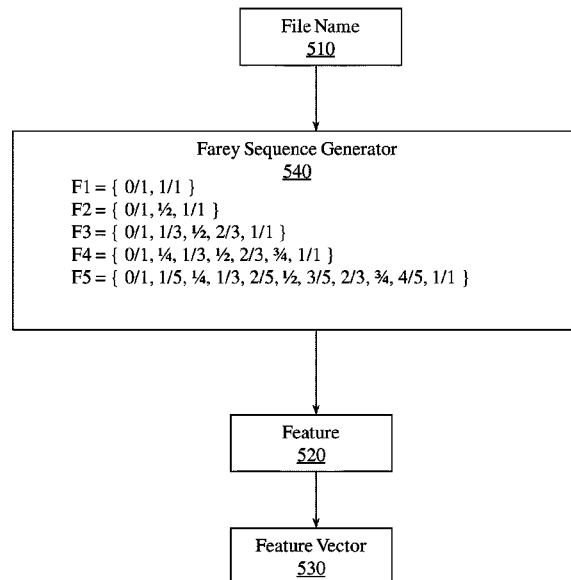 File Name
510
Farey Sequence Generator
540
F1 = { 0/1, 1/1 }
F2 = { 0/1, ½, 1/1 }
F3 = { 0/1, 1/3, ½, 2/3, 1/1 }
F4 = { 0/1, ¼, 1/3, ½, 2/3, ¾, 1/1 }
F5 = { 0/1, 1/5, ¼, 1/3, 2/5, ½, 3/5, 2/3, ¾, 4/5, 1/1 }
Feature
520
Feature Vector
530